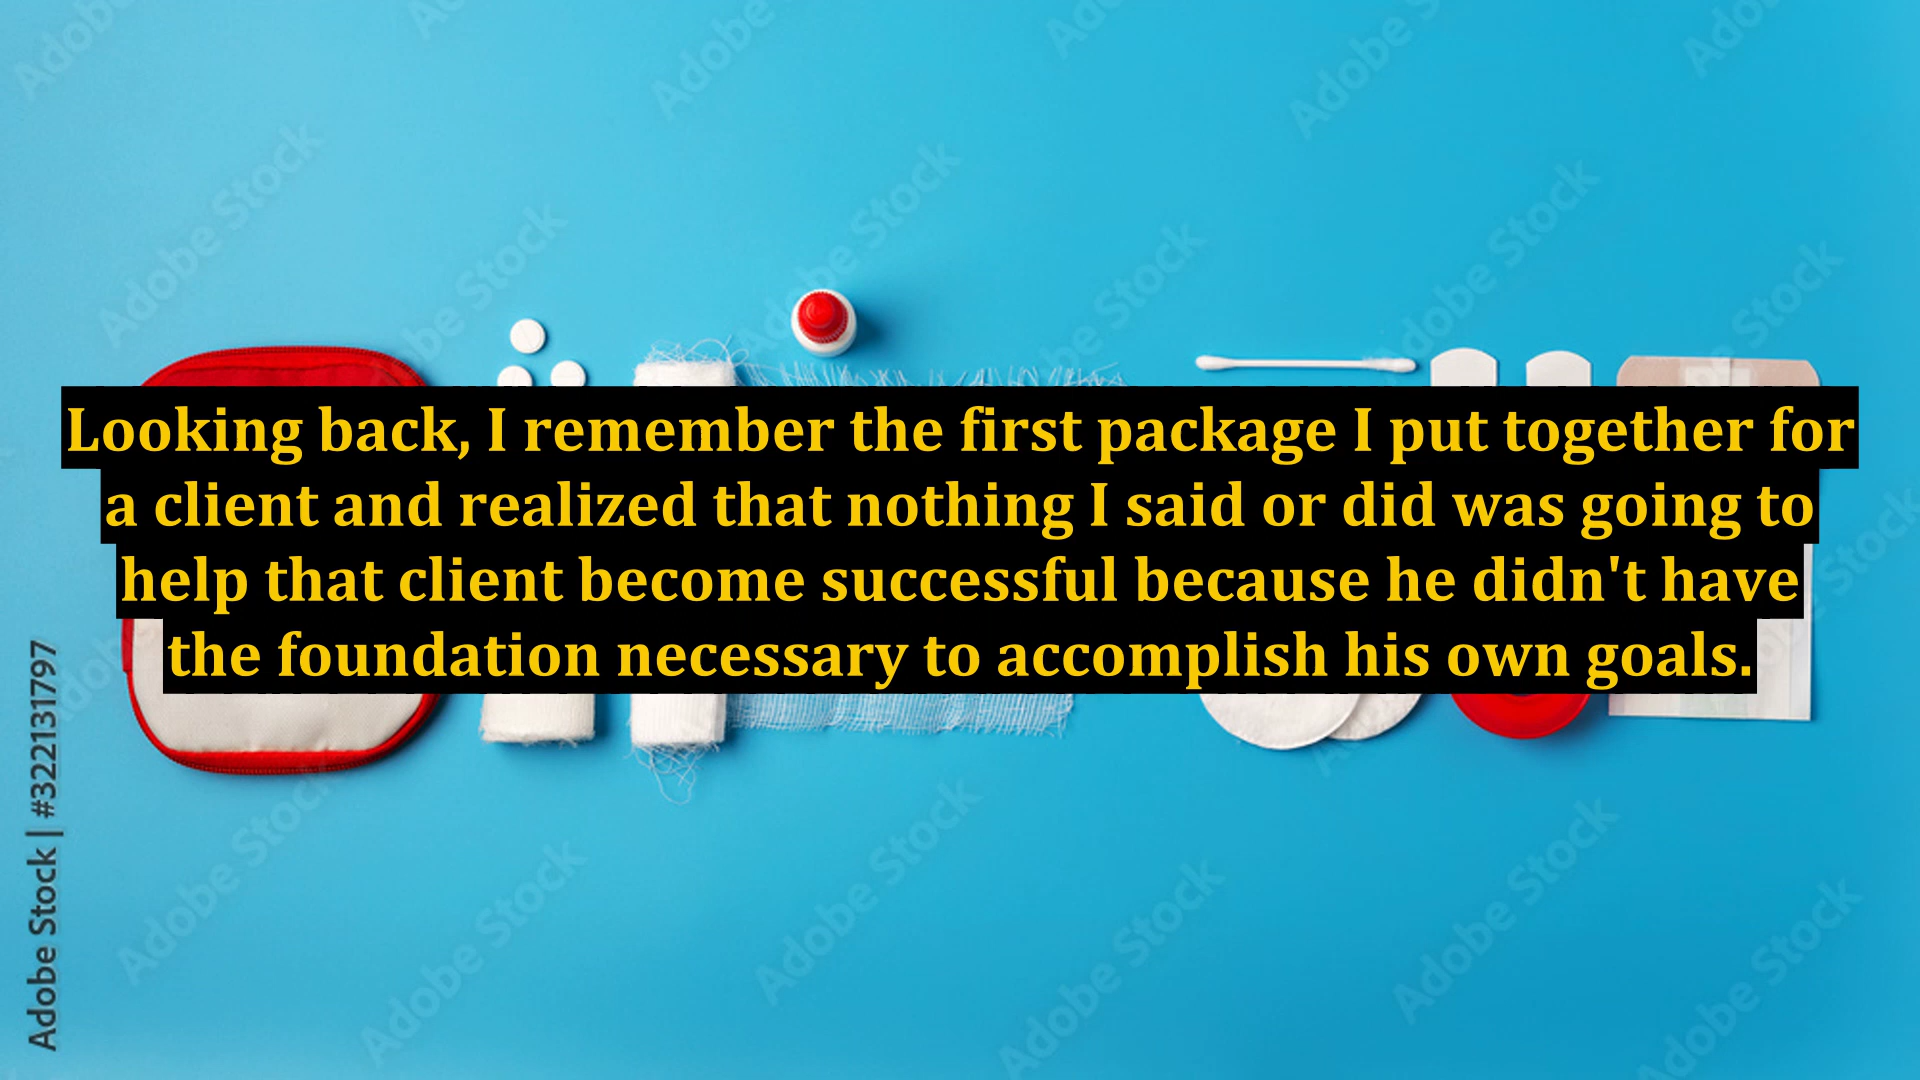 Looking back, I remember the first package I put together for
a client and realized that nothing I said or did was going to
help that client become successful because he didn't have
the foundation necessary to accomplish his own goals.
Adobe Stock | #322131797
Adobe Stock